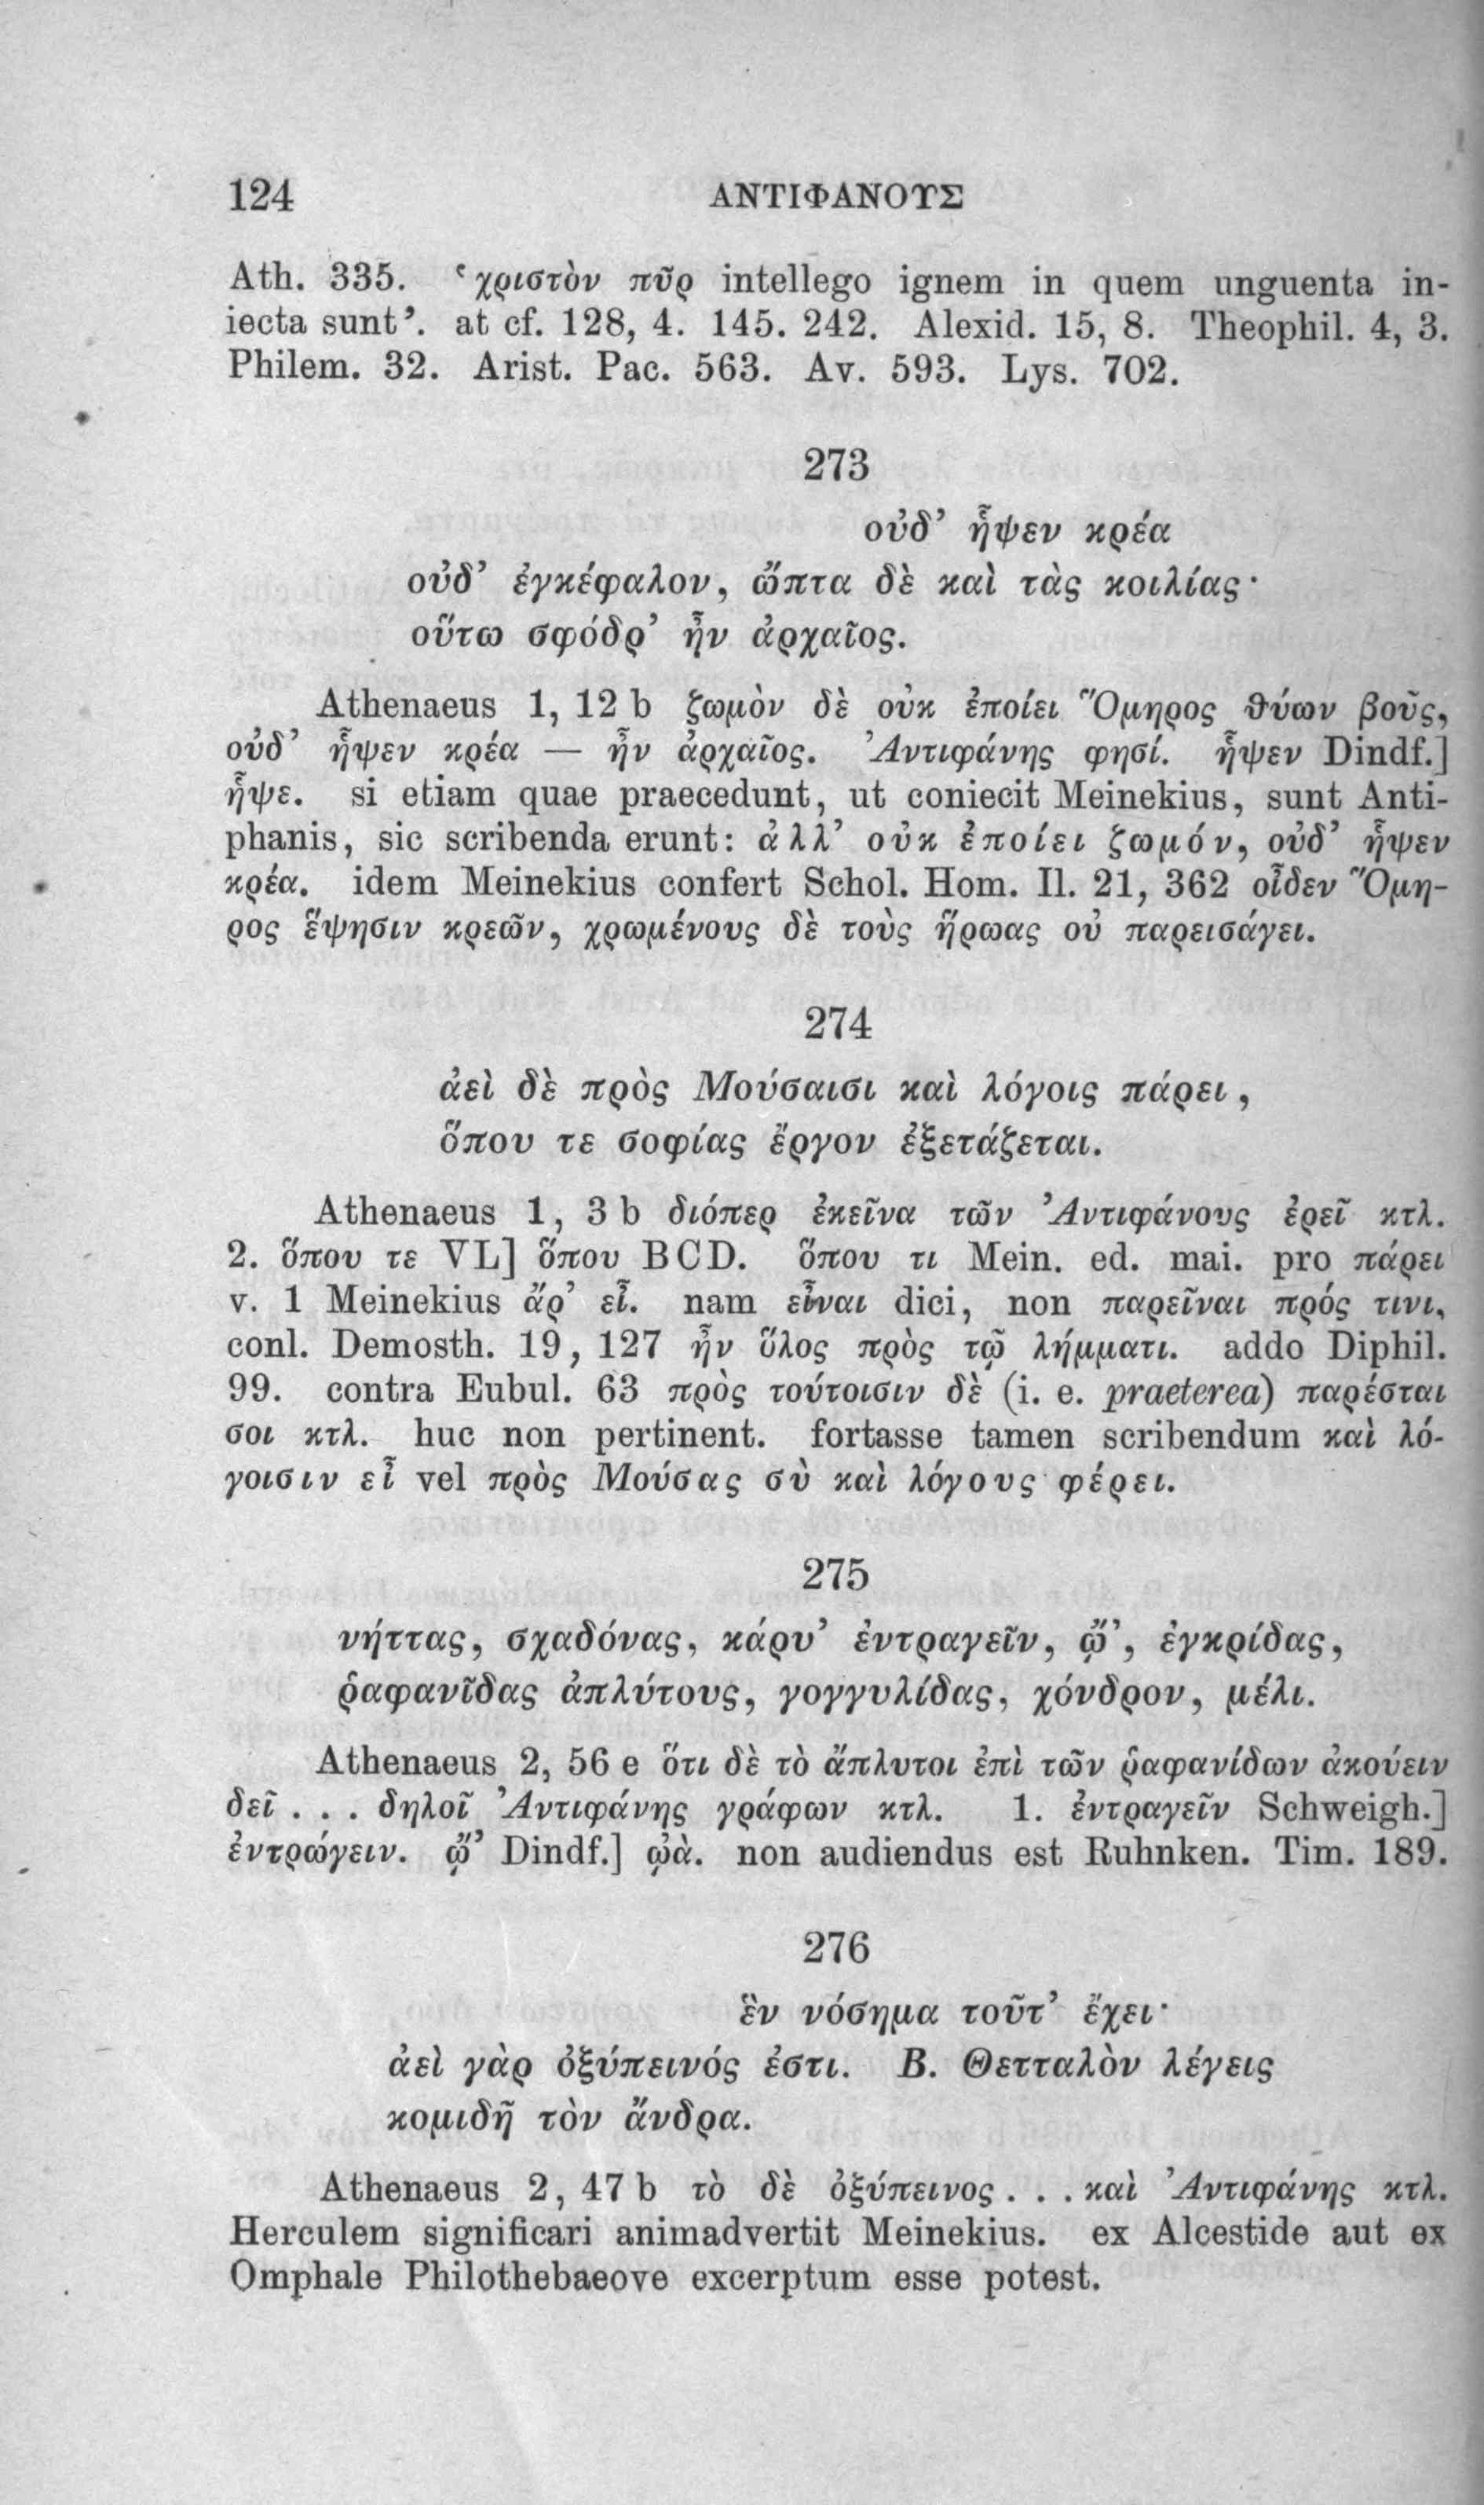 124 ΑΝΤΙΦΑΝΟΥΣ
Ath. 335. ‘χριστὸν πῦρ intellego ignem in quem unguenta in-
iecta sunt’. at cf. 128, 4. 145. 242. Alexid. 15, 8. Theophil. 4, 3.
Philem. 32. Arist. Pac. 563. Av. 593. Lys. 702.
273
οὐδ’ ἧψεν κρέα
οὐδ’ ἐγκέφαλον, ὤπτα δὲ καὶ τὰς κοιλίας·
οὕτω σφόδρ’ ἦν ἀρχαῖος.
Athenaeus 1, 12 b ζωμὸν δὲ οὐκ ἐποίει Ὅμηρος θύων βοῦς,
οὐδ’ ἧψεν κρέα — ἦν ἀρχαῖος. Ἀντιφάνης φησί. ἧψεν Dindf.]
ἧψε. si etiam quae praecedunt, ut coniecit Meinekius, sunt Anti-
phanis, sic scribenda erunt: ἀλλ’ οὐκ ἐποίει ζωμόν, οὐδ’ ἧψεν
κρέα. idem Meinekius confert Schol. Hom. Il. 21, 362 οἶδεν Ὅμη-
ρος ἕψησιν κρεῶν, χρωμένους δὲ τοὺς ἥρωας οὐ παρεισάγει.
274
ἀεὶ δὲ πρὸς Μούσαισι καὶ λόγοις πάρει,
ὅπου τε σοφίας ἔργον ἐξετάζεται.
Athenaeus 1, 3 b διόπερ ἐκεῖνα τῶν Ἀντιφάνους ἐρεῖ κτλ.
2. ὅπου τε VL] ὅπου BCD. ὅπου τι Mein. ed. mai. pro πάρει
v. 1 Meinekius ἄρ’ εἶ. nam εἶναι dici, non παρεῖναι πρός τινι,
conl. Demosth. 19, 127 ἦν ὅλος πρὸς τῷ λήμματι. addo Diphil.
99. contra Eubul. 63 πρὸς τούτοισιν δὲ (i. e. praeterea) παρέσται
σοι κτλ. huc non pertinent. fortasse tamen scribendum καὶ λό-
γοισιν εἶ vel πρὸς Μούσας σὺ καὶ λόγους φέρει.
275
νήττας, σχαδόνας, κάρυ’ ἐντραγεῖν, ᾤ’, ἐγκρίδας,
ῥαφανῖδας ἀπλύτους, γογγυλίδας, χόνδρον, μέλι.
Athenaeus 2, 56 e ὅτι δὲ τὸ ἄπλυτοι ἐπὶ τῶν ῥαφανίδων ἀκούειν
δεῖ . . . δηλοῖ Ἀντιφάνης γράφων κτλ. 1. ἐντραγεῖν Schweigh.]
ἐντρώγειν. ᾤ’ Dindf.] ᾠὰ. non audiendus est Ruhnken. Tim. 189.
276
ἓν νόσημα τοῦτ’ ἔχει·
ἀεὶ γὰρ ὀξύπεινός ἐστι. Β. Θετταλὸν λέγεις
κομιδῇ τὸν ἄνδρα.
Athenaeus 2, 47 b τὸ δὲ ὀξύπεινος . . . καὶ Ἀντιφάνης κτλ.
Herculem significari animadvertit Meinekius. ex Alcestide aut ex
Omphale Philothebaeove excerptum esse potest.